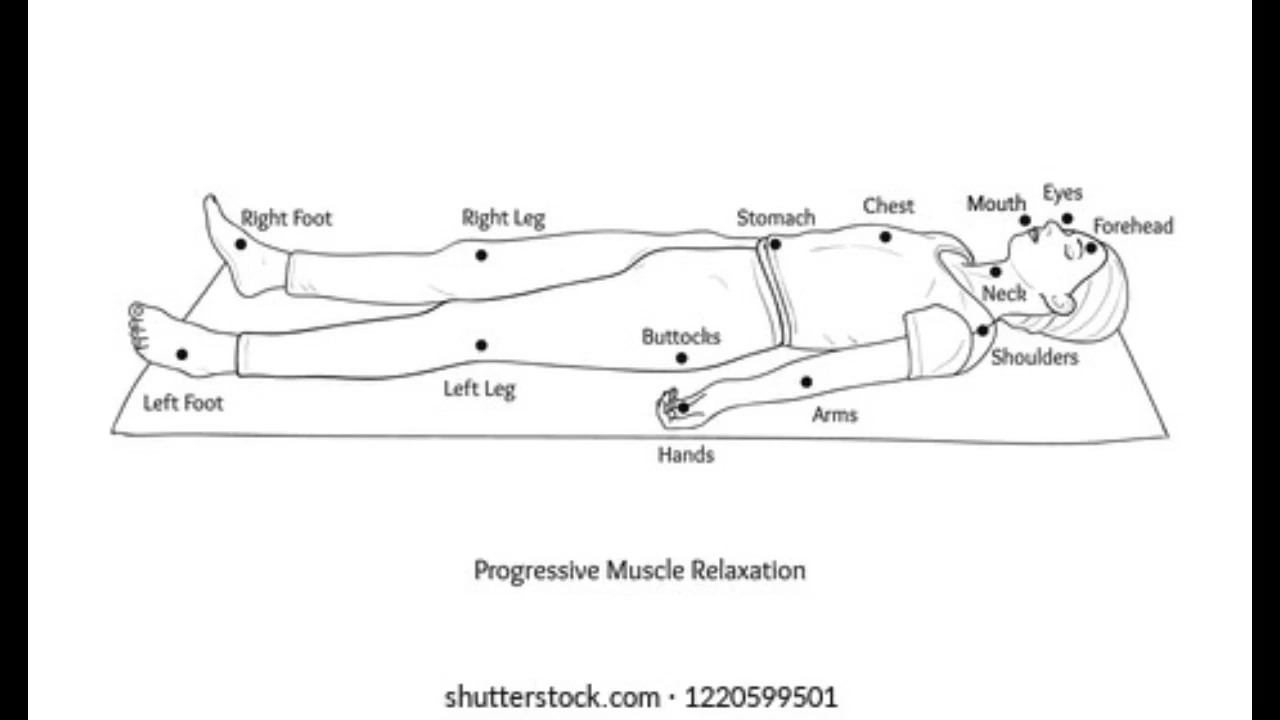 Eyes
Mouth
Chest
Forehead
Right Foot
Right Leg
Stomach
Neck
Buttocks
Shoulders
Left Leg
Left Foot
Arms
Hands
Progressive Muscle Relaxation
shutterstock.com · 1220599501